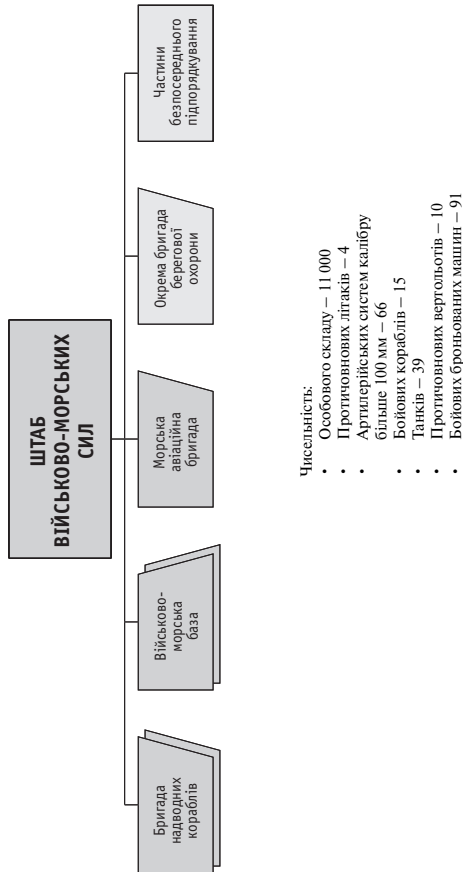 ШТАБ
ВІЙСЬКОВО-МОРСЬКИХ
СИЛ
Бригада
надводних
кораблів
Військово-
морська
база
Морська
авіаційна
бригада
Окрема бригада
берегової
охорони
Частини
безпосереднього
підпорядкування
Чисельність:
• Особового складу – 11 000
• Протичовнових літаків – 4
• Артилерійських систем калібру
більше 100 мм – 66
• Бойових кораблів – 15
• Танків – 39
• Протичовнових вертольотів – 10
• Бойових броньованих машин – 91